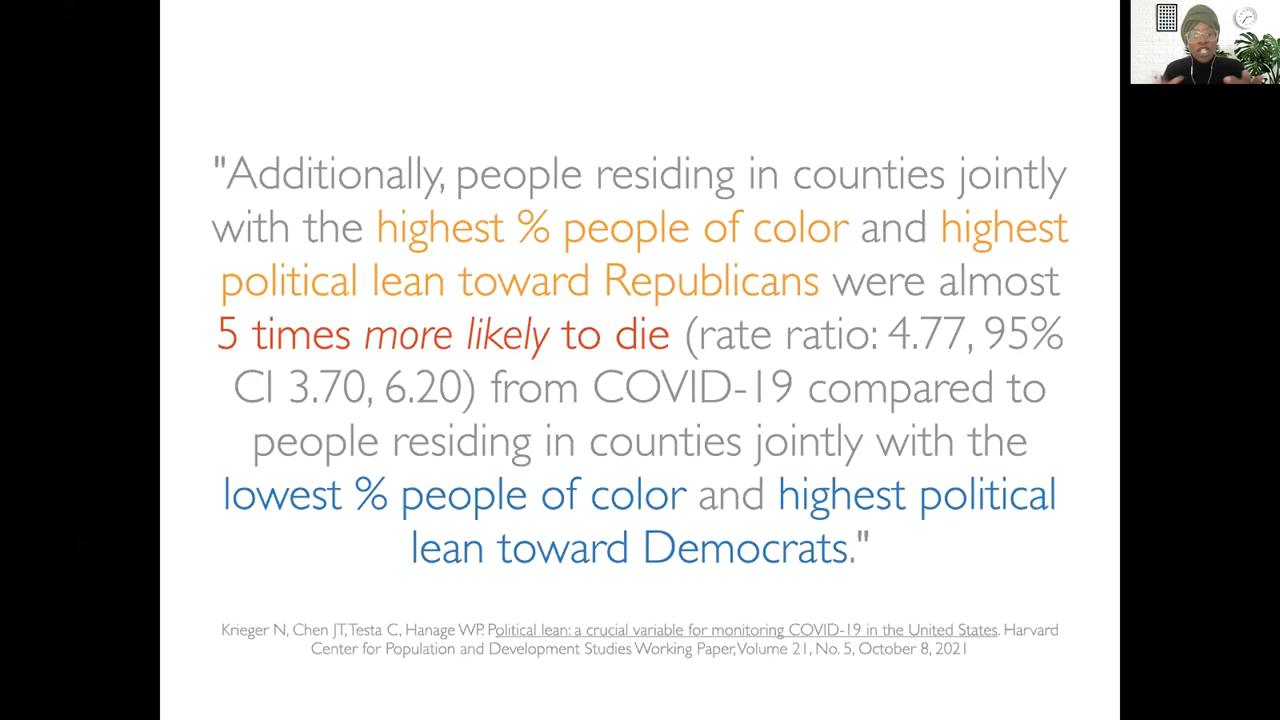 "Additionally, people residing in counties jointly
with the highest % people of color and highest
political lean toward Republicans were almost
5 times more likely to die (rate ratio: 4.77, 95%
CI 3.70, 6.20) from COVID-19 compared to
people residing in counties jointly with the
lowest % people of color and highest political
lean toward Democrats."
Krieger N, Chen JT, Testa C, Hanage WP. Political lean: a crucial variable for monitoring COVID-19 in the United States. Harvard
Center for Population and Development Studies Working Paper, Volume 21, No. 5, October 8, 2021